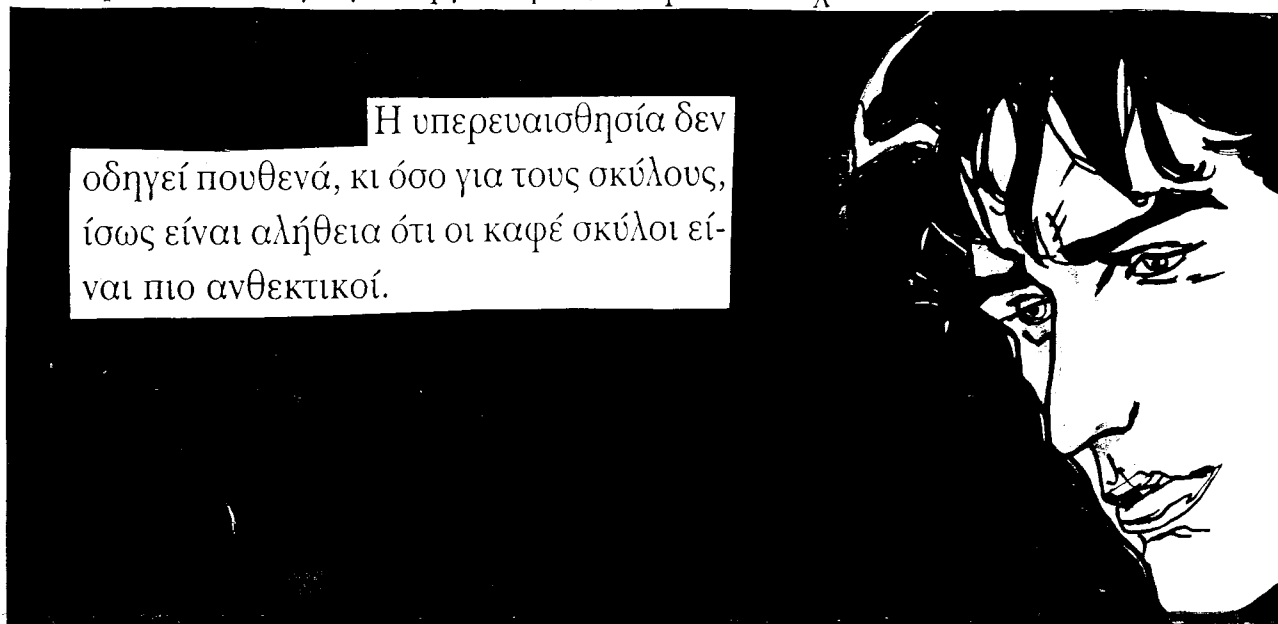 Η υπερευαισθησία δεν
οδηγεί πουθενά, κι όσο για τους σκύλους,
ίσως είναι αλήθεια ότι οι καφέ σκύλοι εί-
ναι πιο ανθεκτικοί.